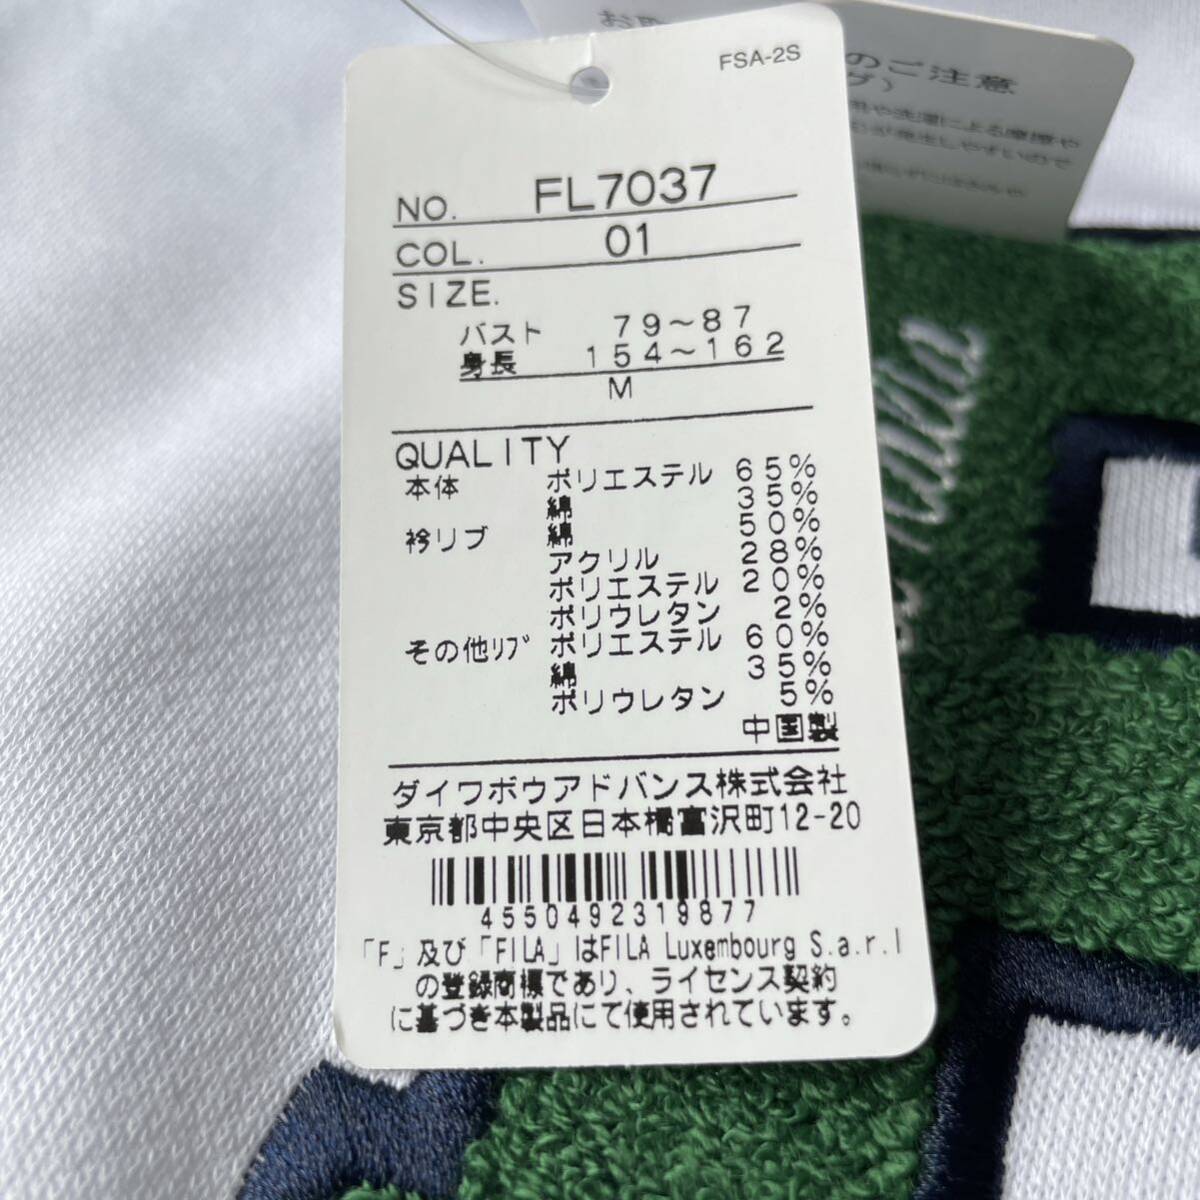 FSA-2S
NO. FL7037
COL. 01
SIZE.
バスト 79~87
身長 154~162
M
QUALITY
本体 ポリエステル 65%
綿 35%
衿リブ 綿 50%
アクリル 28%
ポリエステル 20%
ポリウレタン 2%
その他リブ ポリエステル 60%
綿 35%
ポリウレタン 5%
中国製
ダイワボウアドバンス株式会社
東京都中央区日本橋富沢町12-20
4550492319877
「F」及び「FILA」はFILA Luxembourg S.a.r.l
の登録商標であり、ライセンス契約
に基づき本製品にて使用されています。
お取
のご注意
グ)